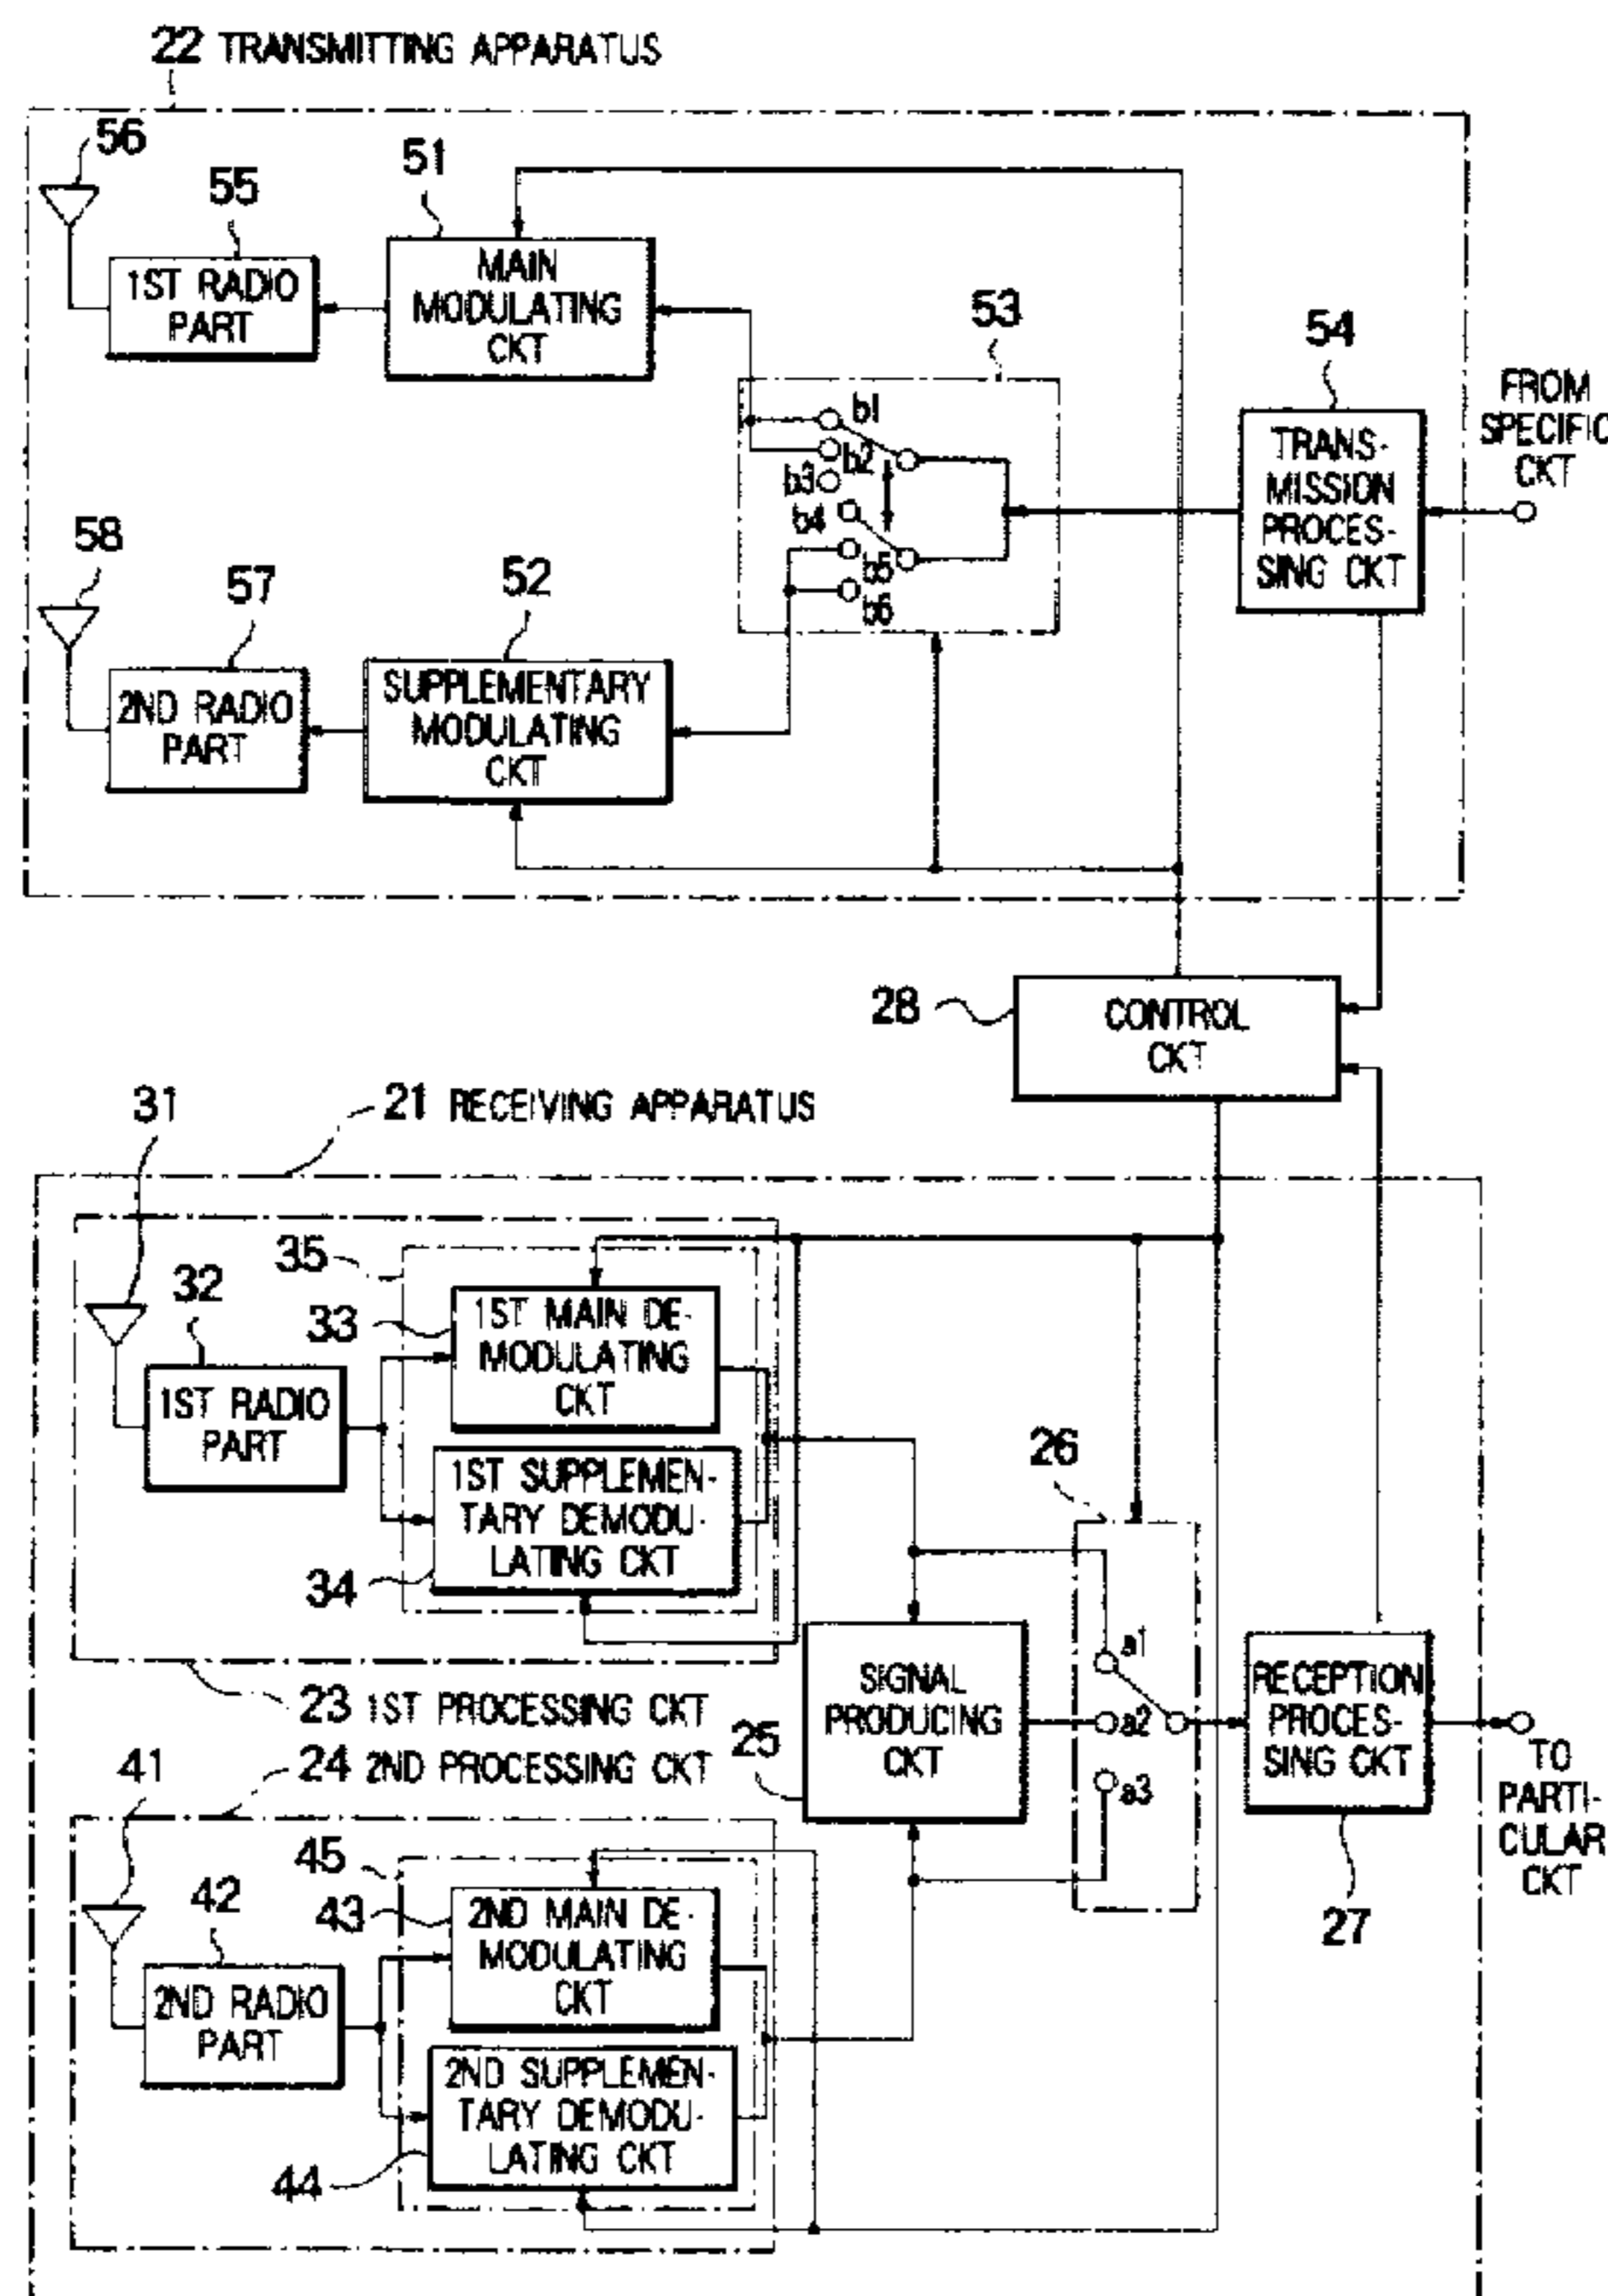 22 TRANSMITTING APPARATUS
56
55
51
1ST RADIO
PART
MAIN
MODULATING
CKT
53
54
FROM
SPECIFIC
CKT
b1
b2
b3
b4
b5
b6
TRANS-
MISSION
PROCES-
SING CKT
58
57
52
2ND RADIO
PART
SUPPLEMENTARY
MODULATING
CKT
28
CONTROL
CKT
21 RECEIVING APPARATUS
31
35
32
33
1ST MAIN DE-
MODULATING
CKT
1ST RADIO
PART
26
1ST SUPPLEMEN-
TARY DEMODU-
LATING CKT
34
a1
a2
a3
SIGNAL
PRODUCING
CKT
25
RECEPTION
PROCES-
SING CKT
27
TO
PARTI-
CULAR
CKT
23 1ST PROCESSING CKT
24 2ND PROCESSING CKT
41
45
42
43
2ND MAIN DE-
MODULATING
CKT
2ND RADIO
PART
2ND SUPPLEMEN-
TARY DEMODU-
LATING CKT
44